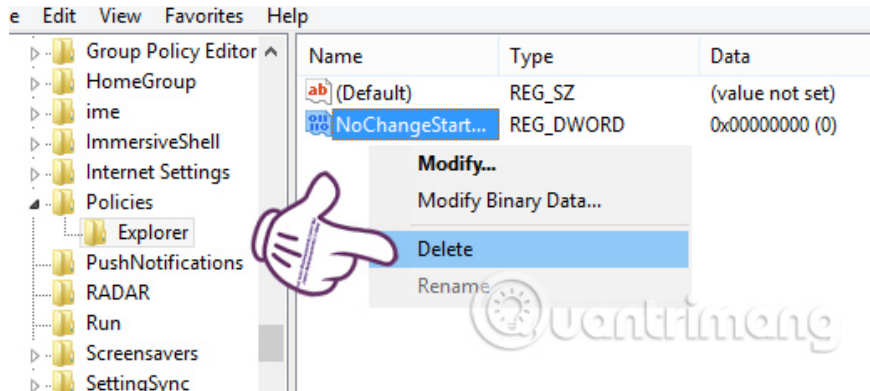 e Edit View Favorites Help
Group Policy Editor
HomeGroup
ime
ImmersiveShell
Internet Settings
Policies
Explorer
PushNotifications
RADAR
Run
Screensavers
SettingSync
Name Type Data
ab (Default) REG_SZ (value not set)
NoChangeStart... REG_DWORD 0x00000000 (0)
Modify...
Modify Binary Data...
Delete
Rename
Quantrimang